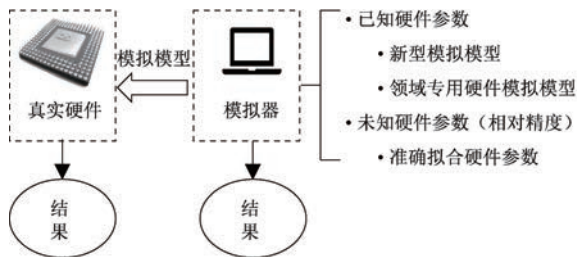 真实硬件
模拟模型
模拟器
• 已知硬件参数
• 新型模拟模型
• 领域专用硬件模拟模型
• 未知硬件参数（相对精度）
• 准确拟合硬件参数
结
果
结
果